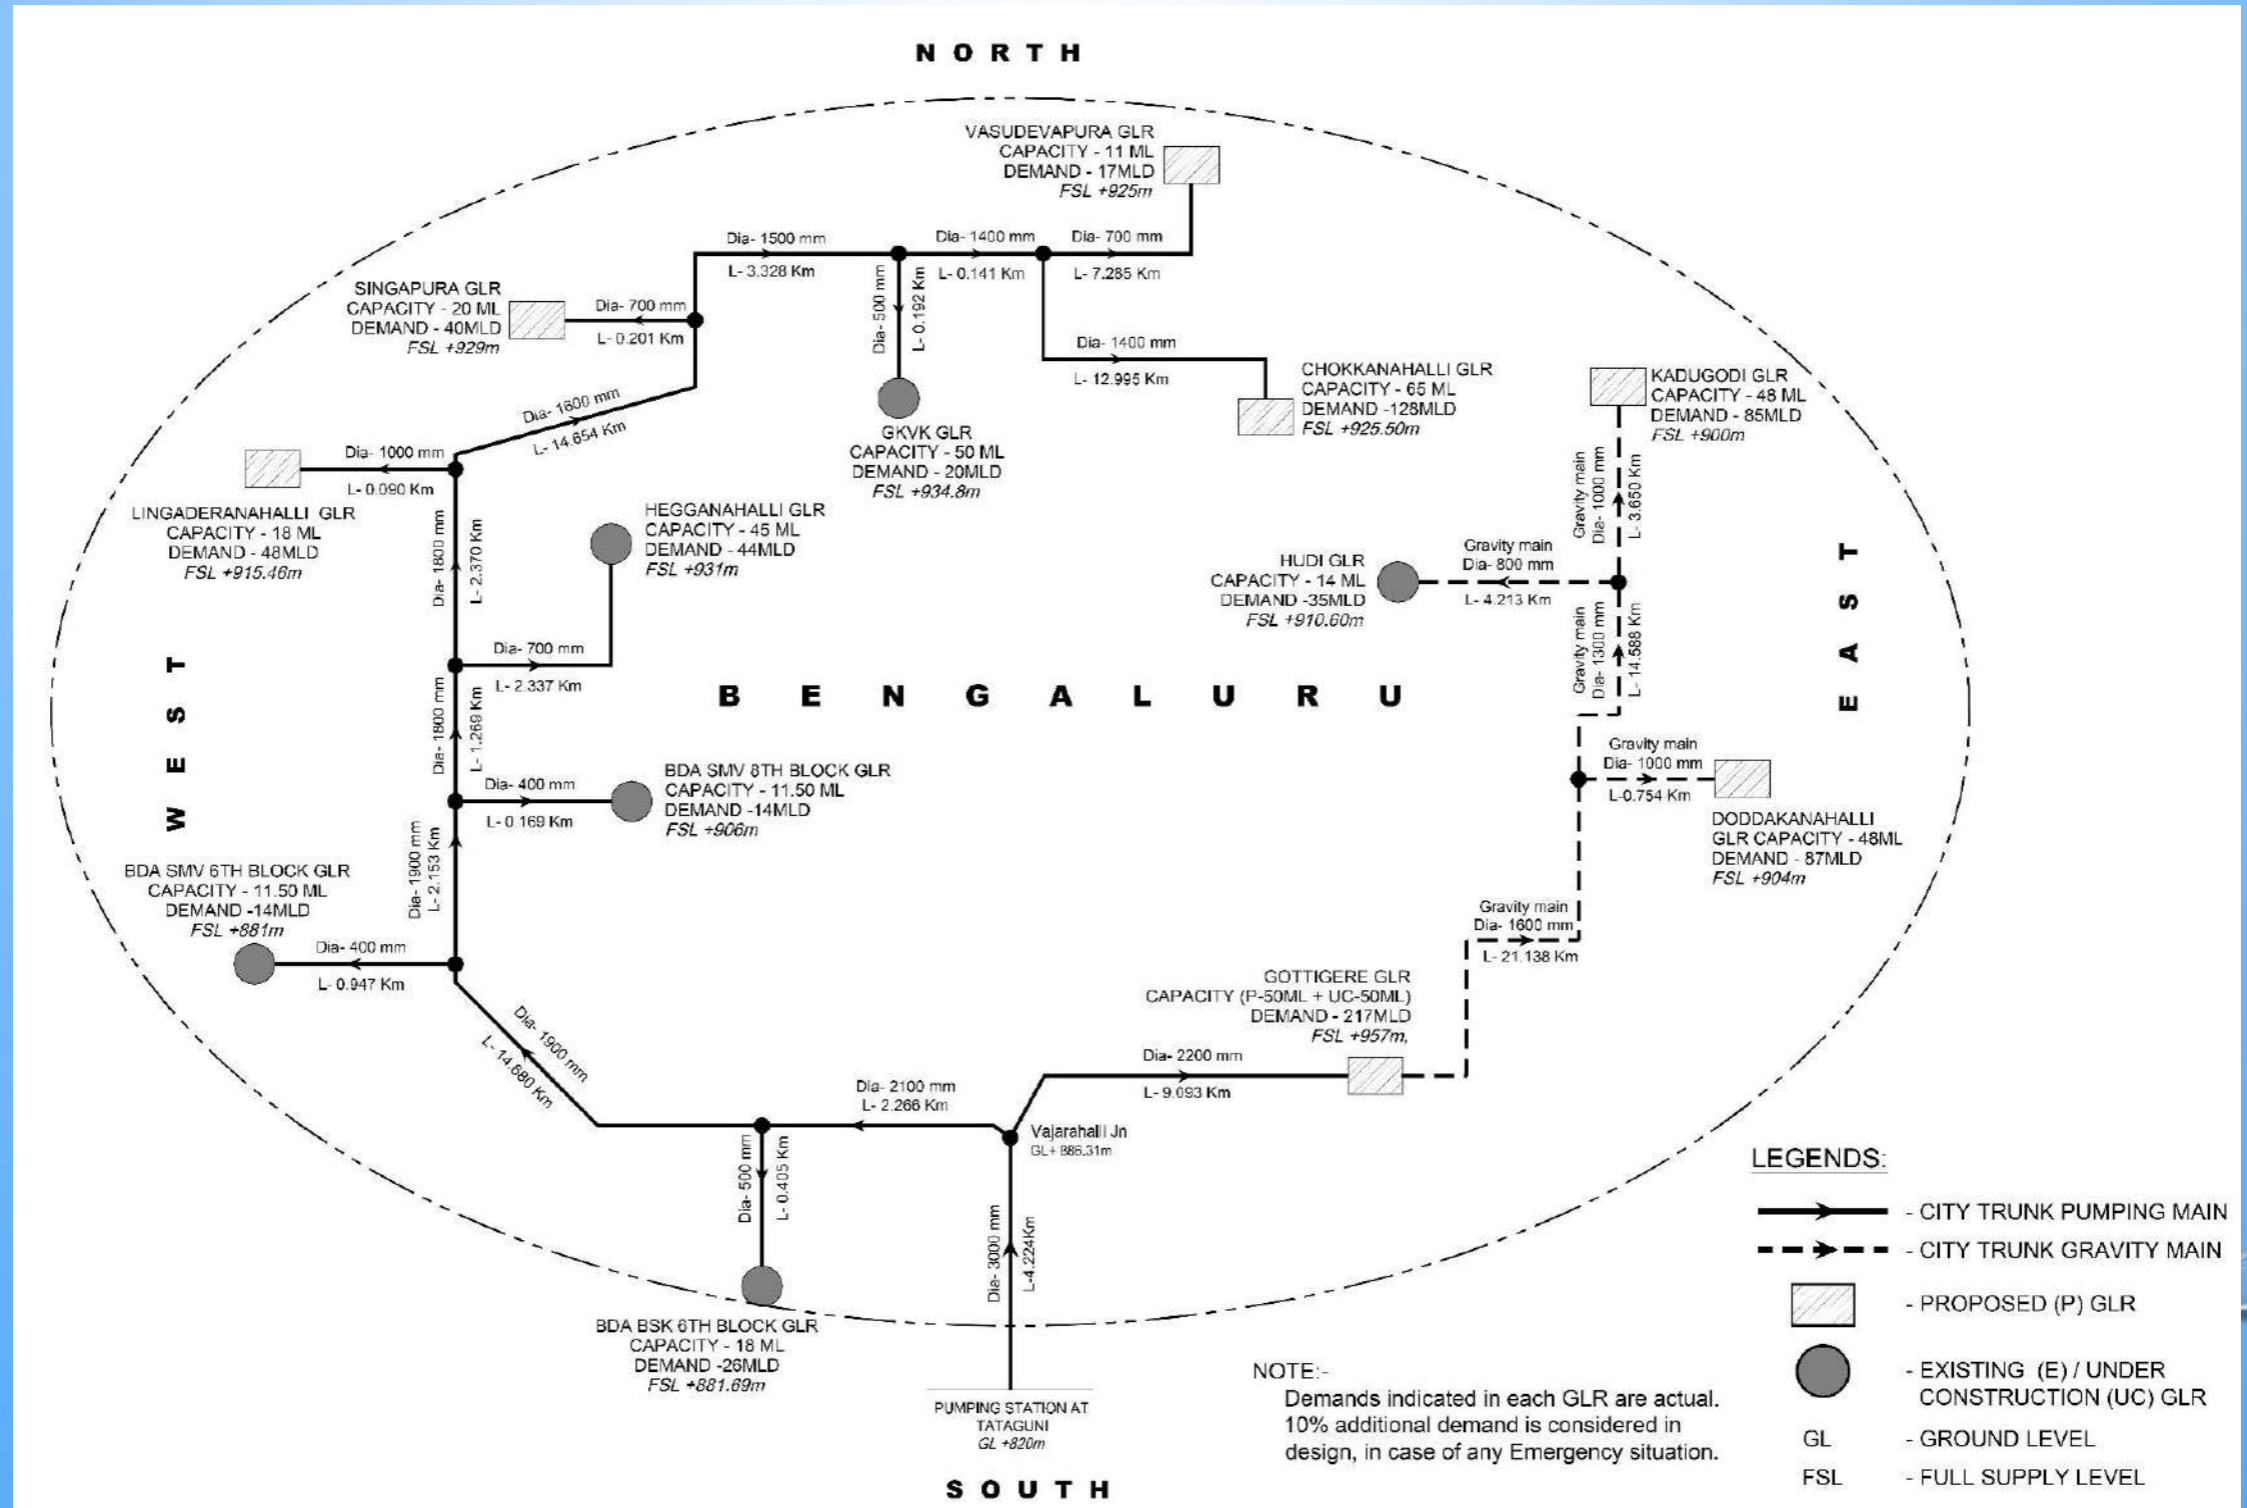 NORTH
VASUDEVAPURA GLR
CAPACITY - 11 ML
DEMAND - 17MLD
FSL +925m
Dia- 1500 mm
L- 3.328 Km
Dia- 1400 mm
L- 0.141 Km
Dia- 700 mm
L- 7.285 Km
SINGAPURA GLR
CAPACITY - 20 ML
DEMAND - 40MLD
FSL +929m
Dia- 700 mm
L- 0.201 Km
Dia- 500 mm
L- 0.192 Km
Dia- 1400 mm
L- 12.995 Km
CHOKKANAHALLI GLR
CAPACITY - 65 ML
DEMAND -128MLD
FSL +925.50m
KADUGODI GLR
CAPACITY - 48 ML
DEMAND - 85MLD
FSL +900m
Dia- 1600 mm
L- 14.654 Km
GKVK GLR
CAPACITY - 50 ML
DEMAND - 20MLD
FSL +934.8m
Dia- 1000 mm
L- 0.090 Km
LINGADERANAHALLI GLR
CAPACITY - 18 ML
DEMAND - 48MLD
FSL +915.46m
Gravity main
Dia- 1000 mm
L- 3.650 Km
HEGGANAHALLI GLR
CAPACITY - 45 ML
DEMAND - 44MLD
FSL +931m
Dia- 1800 mm
L- 2.370 Km
HUDI GLR
CAPACITY - 14 ML
DEMAND -35MLD
FSL +910.60m
Gravity main
Dia- 800 mm
L- 4.213 Km
Gravity main
Dia- 1300 mm
L- 14.588 Km
EAST
WEST
Dia- 700 mm
L- 2.337 Km
BENGALURU
Dia- 1800 mm
L- 1.269 Km
Dia- 400 mm
L- 0.169 Km
BDA SMV 8TH BLOCK GLR
CAPACITY - 11.50 ML
DEMAND -14MLD
FSL +906m
Gravity main
Dia- 1000 mm
L-0.754 Km
DODDAKANAHALLI
GLR CAPACITY - 48ML
DEMAND - 87MLD
FSL +904m
Dia- 1900 mm
L- 2.153 Km
BDA SMV 6TH BLOCK GLR
CAPACITY - 11.50 ML
DEMAND -14MLD
FSL +881m
Dia- 400 mm
L- 0.947 Km
Gravity main
Dia- 1600 mm
L- 21.138 Km
GOTTIGERE GLR
CAPACITY (P-50ML + UC-50ML)
DEMAND - 217MLD
FSL +957m,
Dia- 1900 mm
L- 14.680 Km
Dia- 2200 mm
L- 9.093 Km
Dia- 2100 mm
L- 2.266 Km
Vajarahalli Jn
GL+ 886.31m
Dia- 500 mm
L- 0.405 Km
Dia- 3000 mm
L-4.224Km
BDA BSK 6TH BLOCK GLR
CAPACITY - 18 ML
DEMAND -26MLD
FSL +881.69m
PUMPING STATION AT
TATAGUNI
GL +820m
SOUTH
NOTE:-
Demands indicated in each GLR are actual.
10% additional demand is considered in
design, in case of any Emergency situation.
LEGENDS:
- CITY TRUNK PUMPING MAIN
- CITY TRUNK GRAVITY MAIN
- PROPOSED (P) GLR
- EXISTING (E) / UNDER
CONSTRUCTION (UC) GLR
GL - GROUND LEVEL
FSL - FULL SUPPLY LEVEL